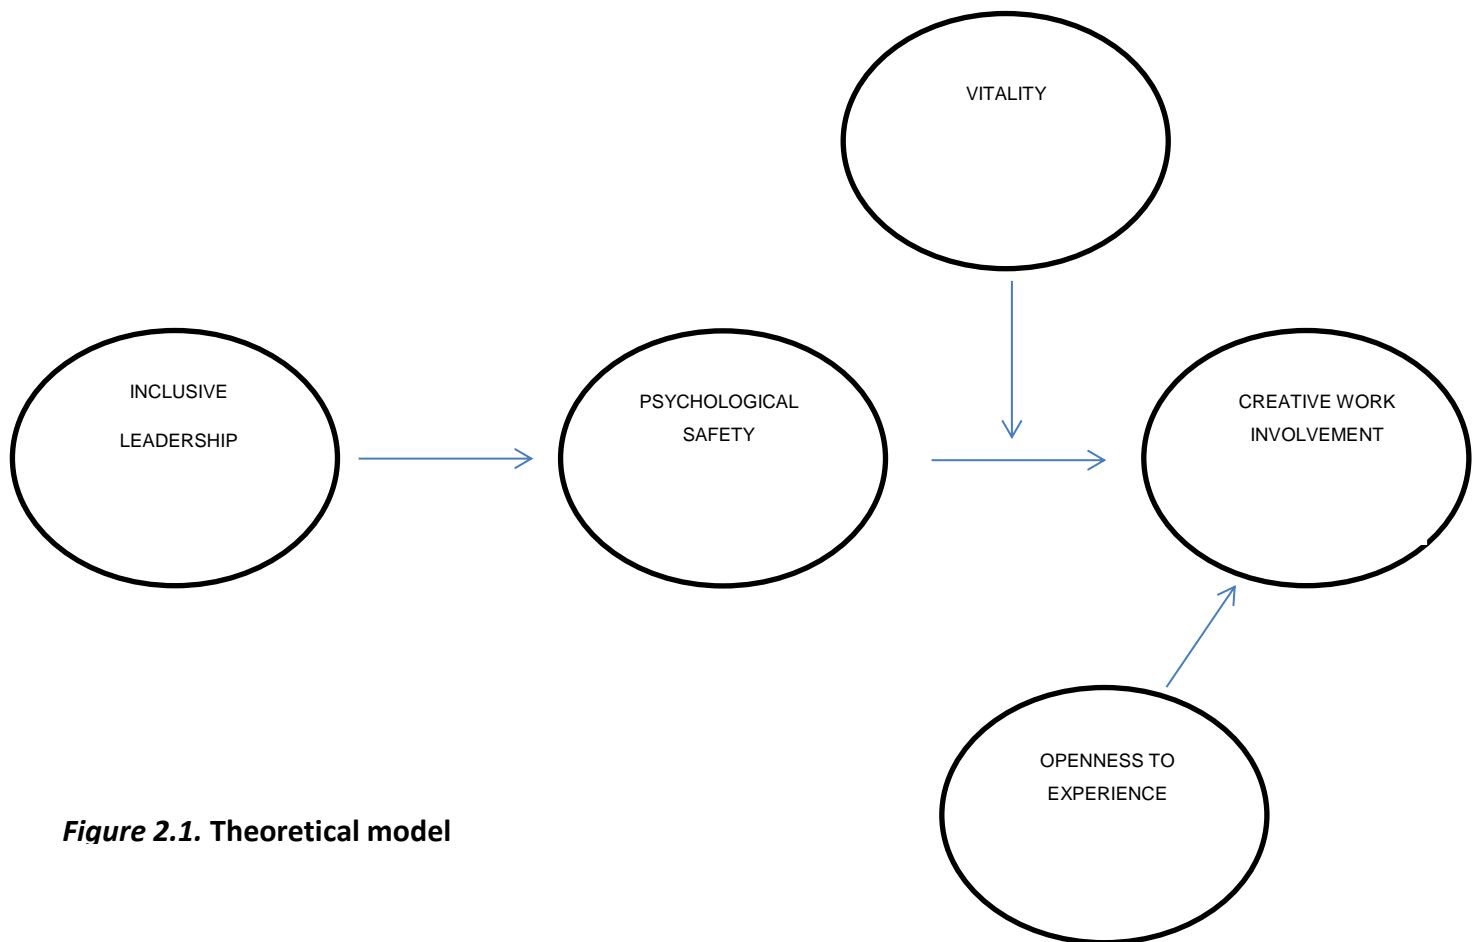 VITALITY
INCLUSIVE
LEADERSHIP
PSYCHOLOGICAL
SAFETY
CREATIVE WORK
INVOLVEMENT
OPENNESS TO
EXPERIENCE
Figure 2.1. Theoretical model